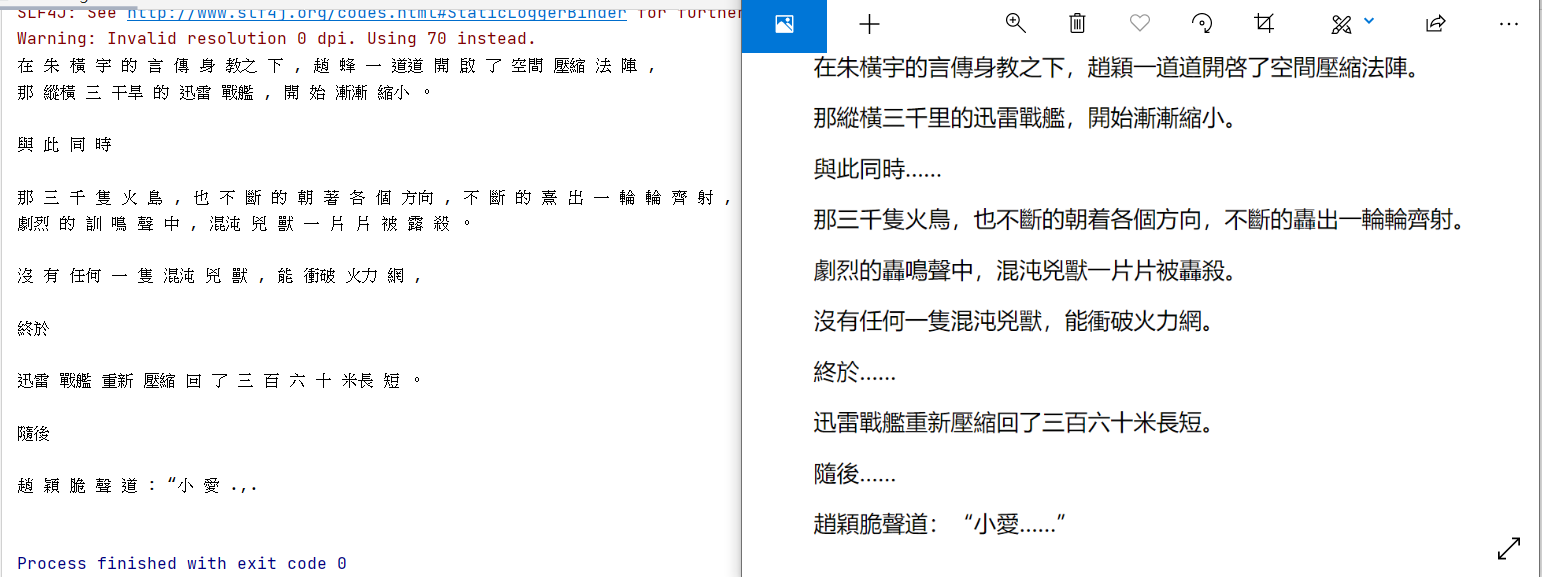 SLF4J: See http://www.slf4j.org/codes.html#StaticLoggerBinder for further
Warning: Invalid resolution 0 dpi. Using 70 instead.
在 朱 橫 宇 的 言 傳 身 教之 下 , 趙 蜂 一 道道 開 啟 了 空間 壓縮 法 陣 ,
那 縱橫 三 干旱 的 迅雷 戰艦 , 開 始 漸漸 縮小 。
與 此 同 時
那 三 千 隻 火 島 , 也 不 斷 的 朝 著 各 個 方向 , 不 斷 的 熹 出 一 輪 輪 齊 射 ,
劇烈 的 訓 鳴 聲 中 , 混沌 兇 獸 一 片 片 被 露 殺 。
沒 有 任何 一 隻 混沌 兇 獸 , 能 衝破 火力 網 ,
終於
迅雷 戰艦 重新 壓縮 回 了 三 百 六 十 米長 短 。
隨後
趙 穎 脆 聲 道 : “小 愛 .,.
Process finished with exit code 0
在朱橫宇的言傳身教之下，趙穎一道道開啓了空間壓縮法陣。
那縱橫三千里的迅雷戰艦，開始漸漸縮小。
與此同時……
那三千隻火鳥，也不斷的朝着各個方向，不斷的轟出一輪輪齊射。
劇烈的轟鳴聲中，混沌兇獸一片片被轟殺。
沒有任何一隻混沌兇獸，能衝破火力網。
終於……
迅雷戰艦重新壓縮回了三百六十米長短。
隨後……
趙穎脆聲道：“小愛……”